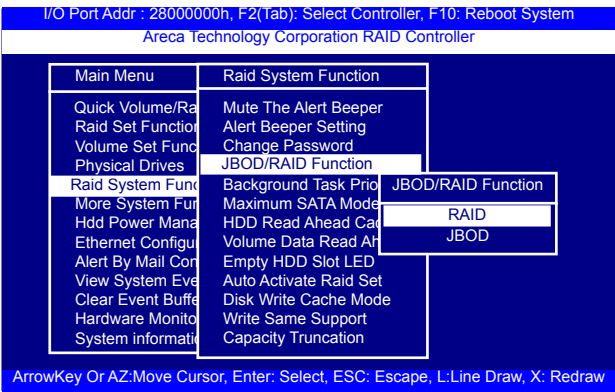 I/O Port Addr : 28000000h, F2(Tab): Select Controller, F10: Reboot System
Areca Technology Corporation RAID Controller
Main Menu
Quick Volume/Ra
Raid Set Function
Volume Set Func
Physical Drives
Raid System Func
More System Fun
Hdd Power Mana
Ethernet Configur
Alert By Mail Con
View System Eve
Clear Event Buffe
Hardware Monito
System informatio
Raid System Function
Mute The Alert Beeper
Alert Beeper Setting
Change Password
JBOD/RAID Function
Background Task Prio
Maximum SATA Mode
HDD Read Ahead Cac
Volume Data Read Ah
Empty HDD Slot LED
Auto Activate Raid Set
Disk Write Cache Mode
Write Same Support
Capacity Truncation
JBOD/RAID Function
RAID
JBOD
ArrowKey Or AZ:Move Cursor, Enter: Select, ESC: Escape, L:Line Draw, X: Redraw